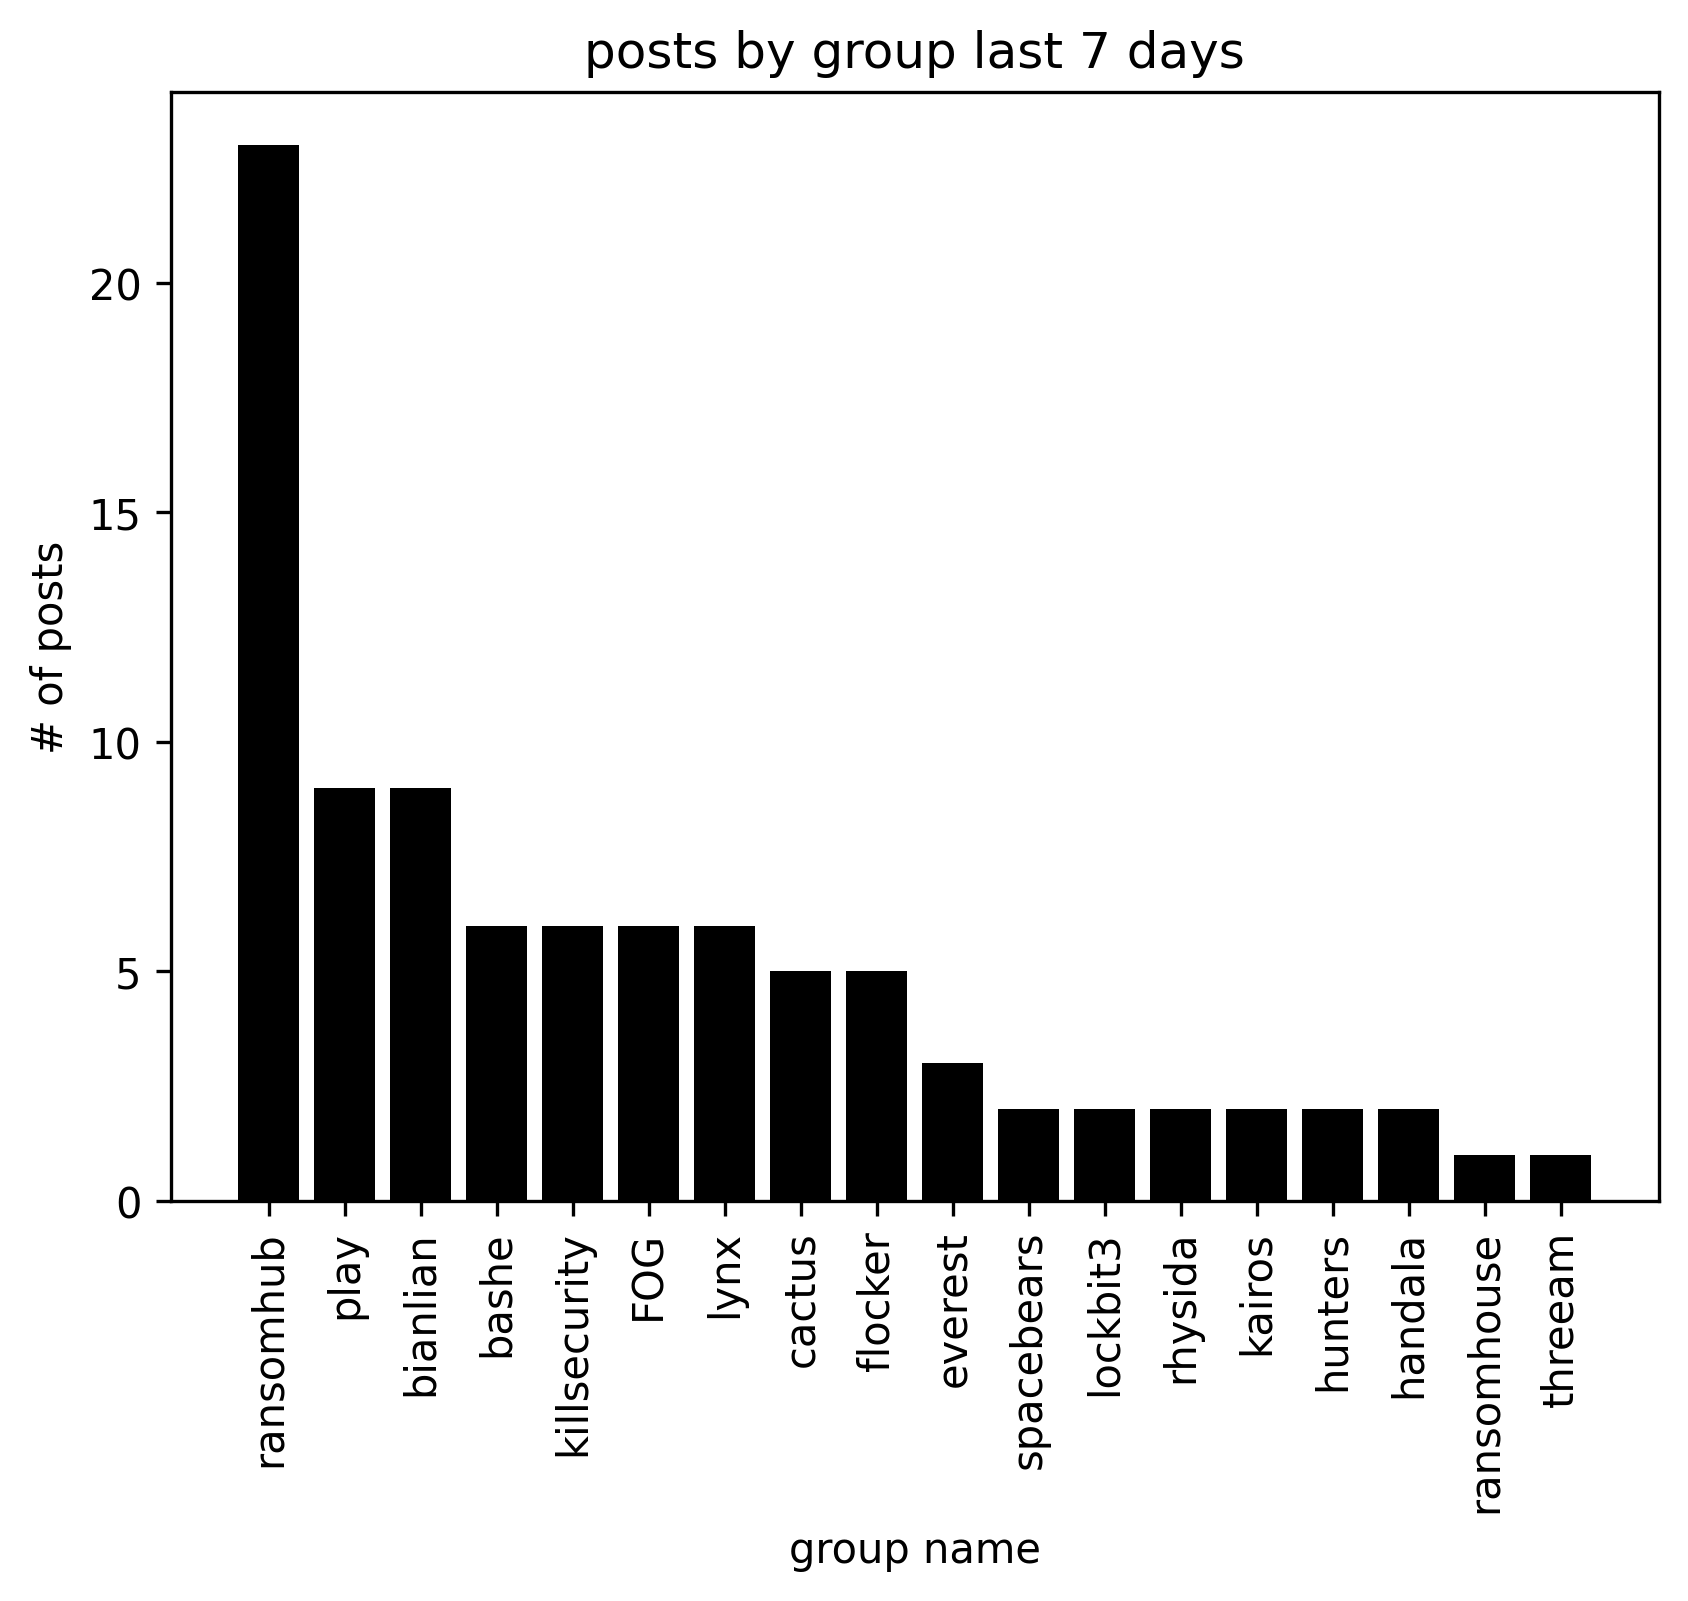 posts by group last 7 days
# of posts
20
15
10
5
0
ransomhub
play
bianlian
bashe
killsecurity
FOG
lynx
cactus
flocker
everest
spacebears
lockbit3
rhysida
kairos
hunters
handala
ransomhouse
threeam
group name